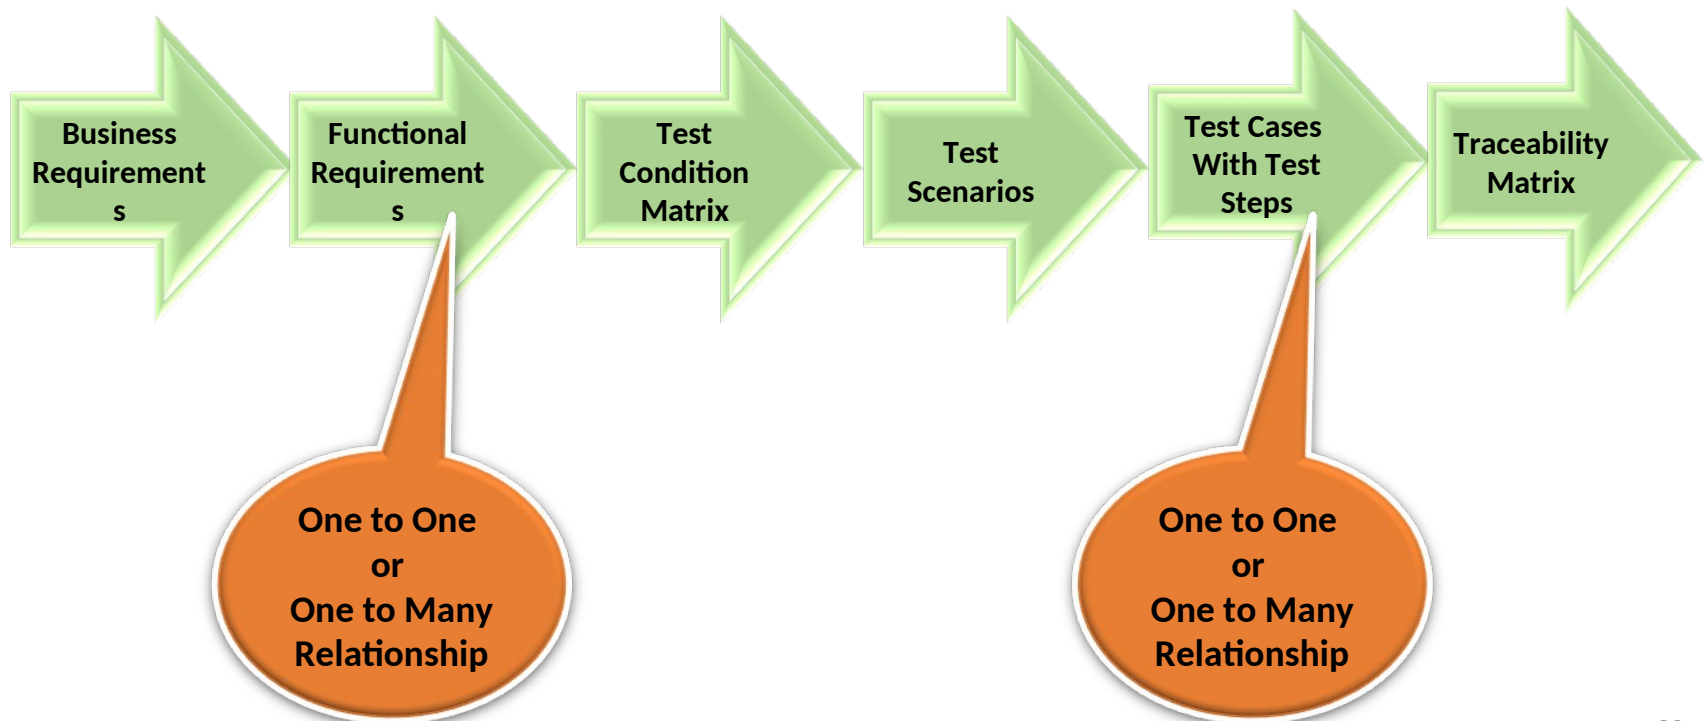 Business
Requirement
s
Functional
Requirement
s
Test
Condition
Matrix
Test
Scenarios
Test Cases
With Test
Steps
Traceability
Matrix
One to One
or
One to Many
Relationship
One to One
or
One to Many
Relationship